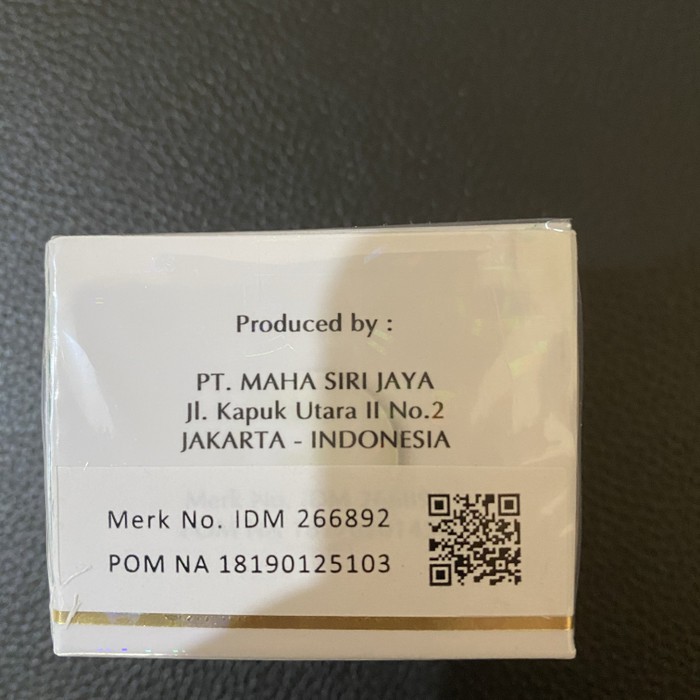 Produced by :
PT. MAHA SIRI JAYA
Jl. Kapuk Utara II No.2
JAKARTA - INDONESIA
Merk No. IDM 266892
POM NA 18190125103